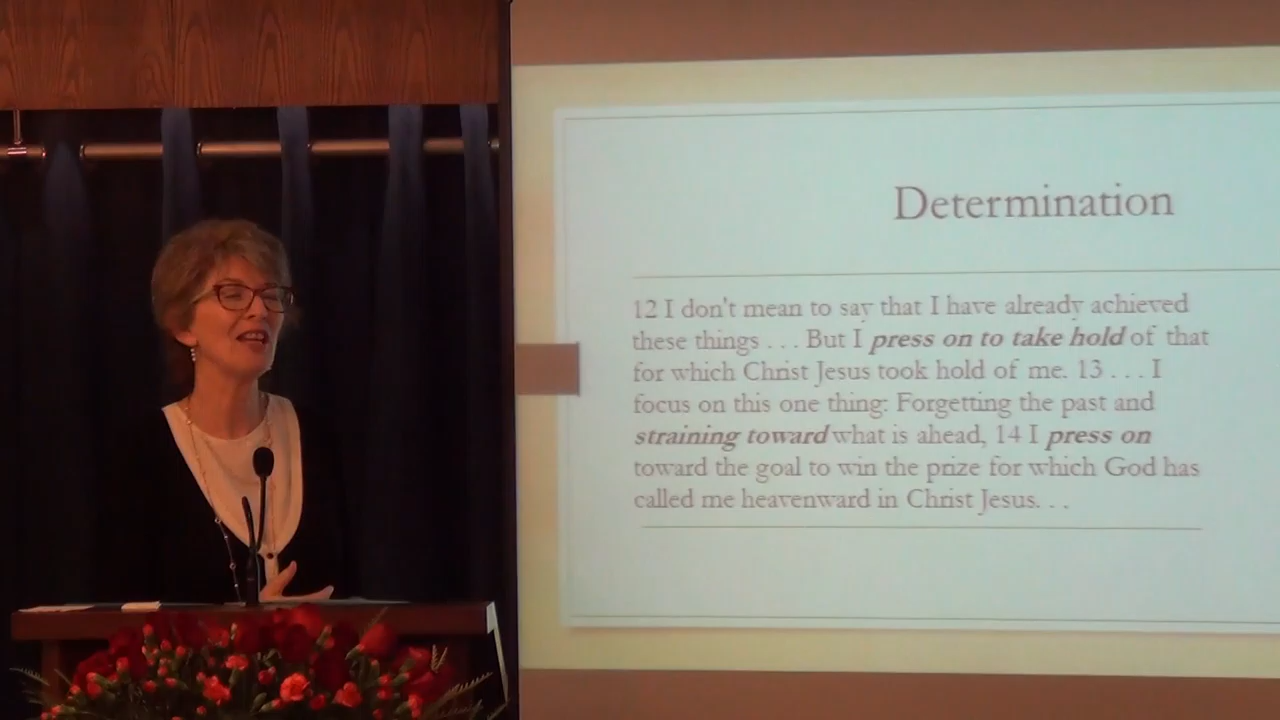 Determination
12 I don't mean to say that I have already achieved
these things . . . But I press on to take hold of that
for which Christ Jesus took hold of me. 13 . . . I
focus on this one thing: Forgetting the past and
straining toward what is ahead, 14 I press on
toward the goal to win the prize for which God has
called me heavenward in Christ Jesus. . .